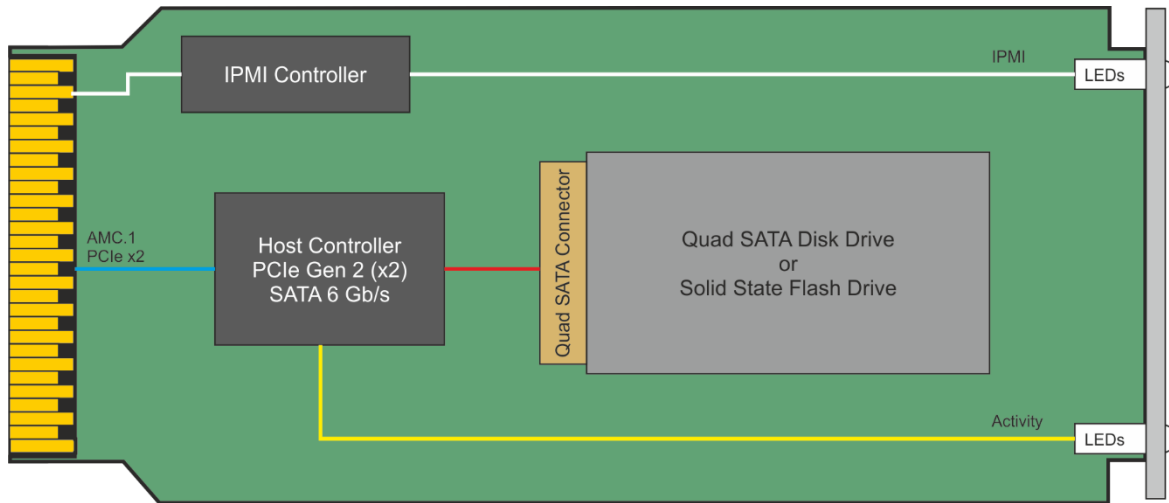 IPMI Controller
IPMI
LEDs
AMC.1
PCIe x2
Host Controller
PCIe Gen 2 (x2)
SATA 6 Gb/s
Quad SATA Connector
Quad SATA Disk Drive
or
Solid State Flash Drive
Activity
LEDs